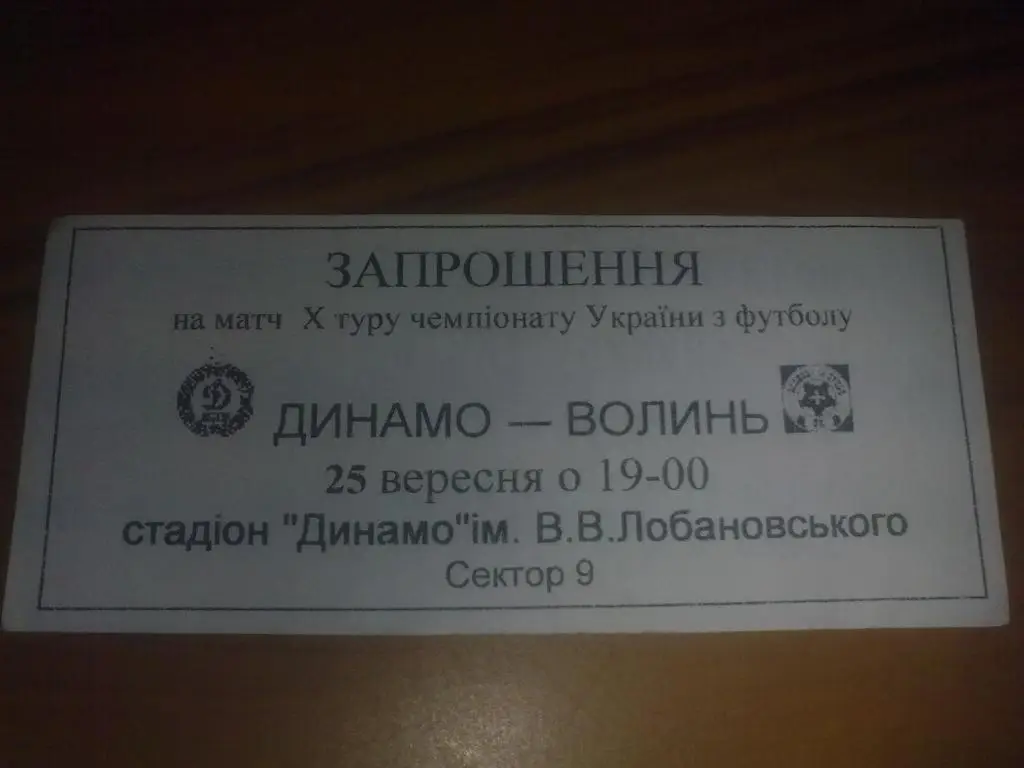 ЗАПРОШЕННЯ
на матч X туру чемпіонату України з футболу
ДИНАМО — ВОЛИНЬ
25 вересня о 19-00
стадіон "Динамо"ім. В.В.Лобановського
Сектор 9